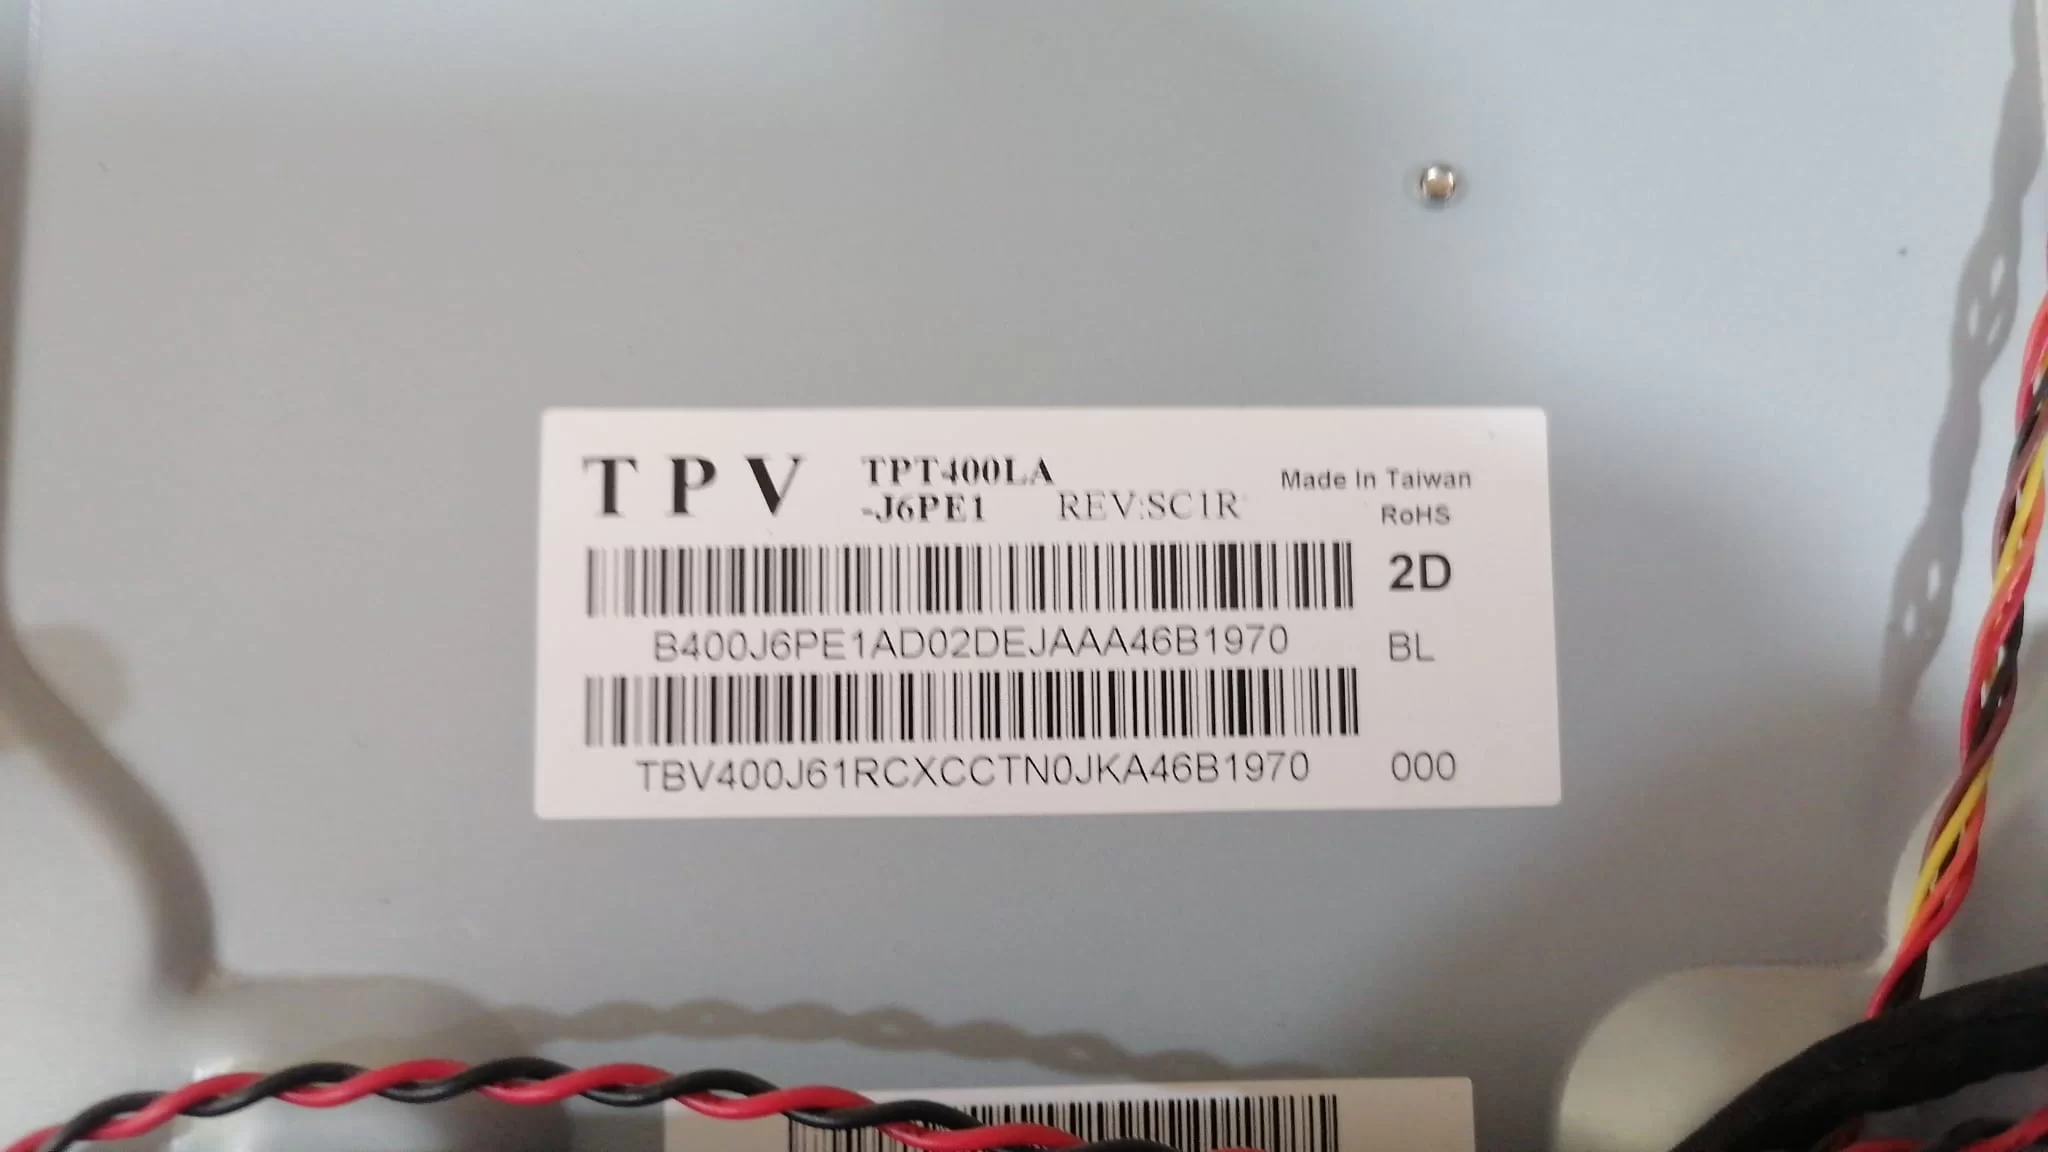 TPV TPT400LA
-J6PE1 REV:SC1R
Made In Taiwan
RoHS
2D
B400J6PE1AD02DEJAAA46B1970 BL
TBV400J61RCXCCTN0JKA46B1970 000